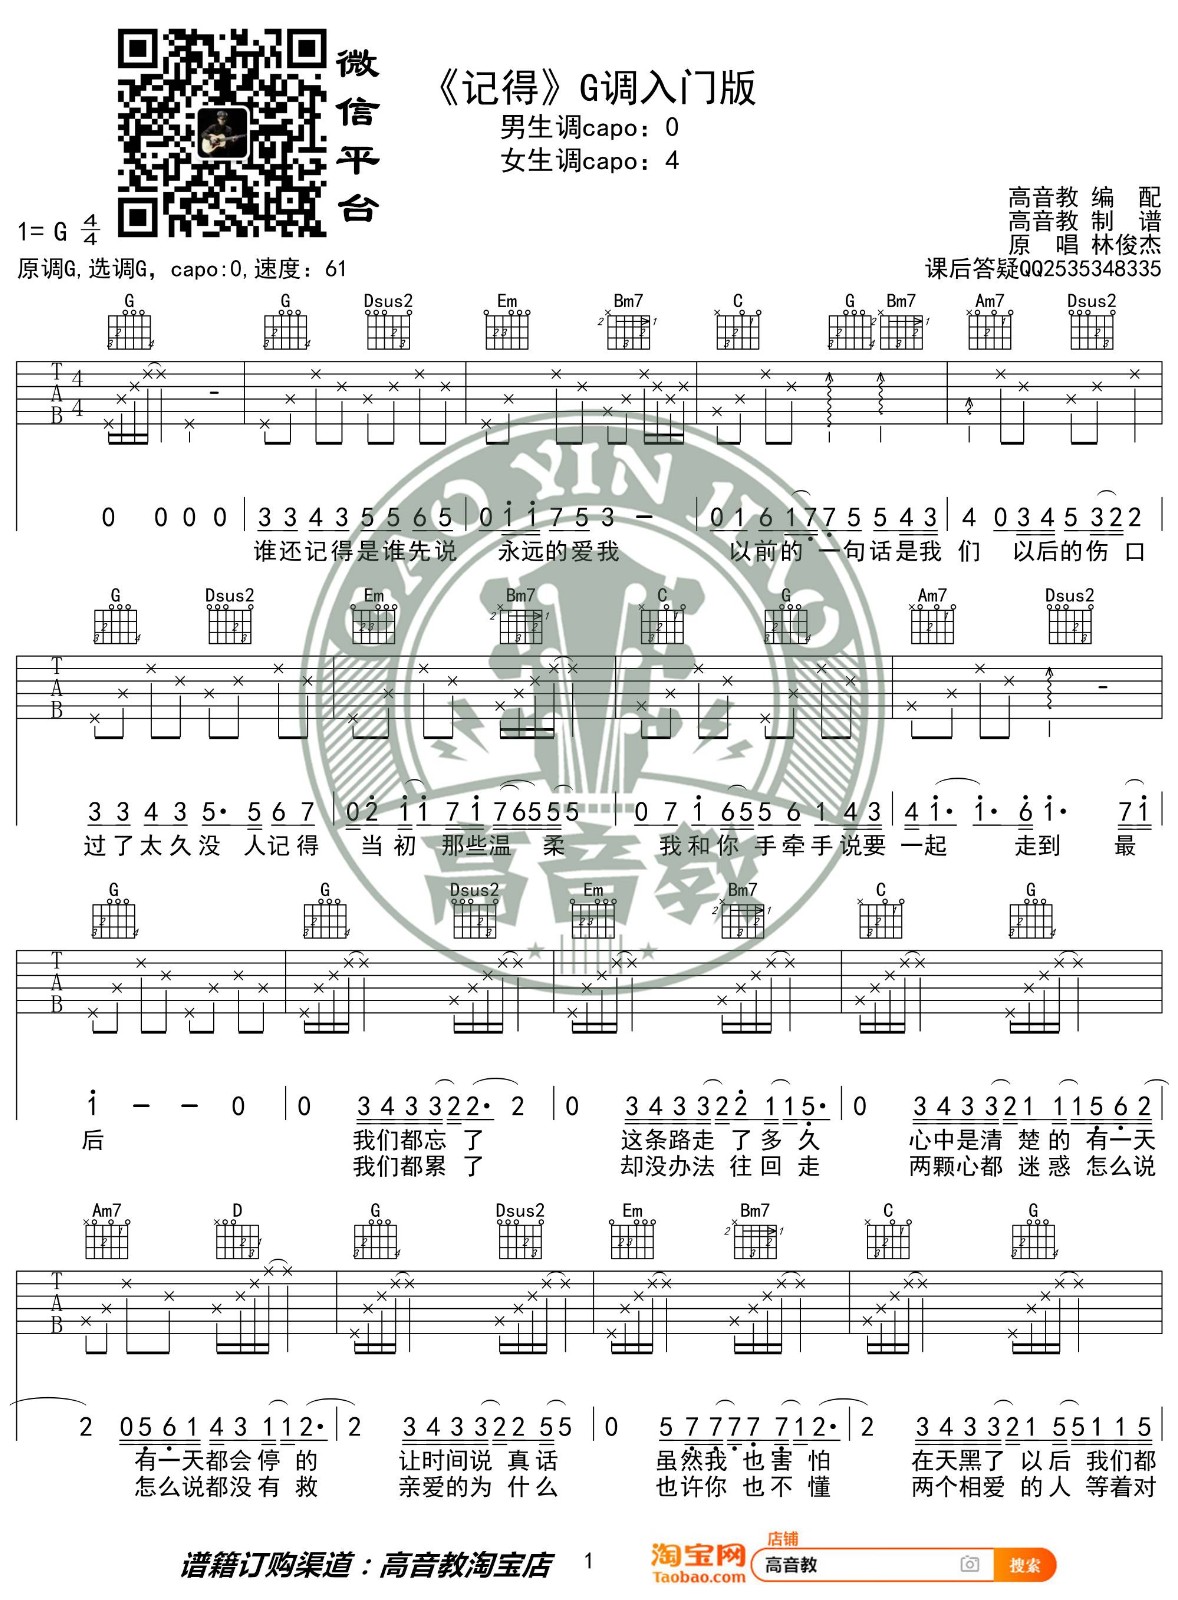 微信平台
《记得》G调入门版
男生调capo：0
女生调capo：4
高音教 编 配
高音教 制 谱
原 唱 林俊杰
课后答疑QQ2535348335
1= G 4/4
原调G,选调G，capo:0,速度：61
G G Dsus2 Em Bm7 C G Bm7 Am7 Dsus2
T A B 4 4
0 0 0 0 | 3 3 4 3 5 5 6 5 | 0 1 1 7 5 3 － | 0 1 6 1 7 7 5 5 4 3 | 4 0 3 4 5 3 2 2
谁还记得是谁先说 永远的爱我 以前的一句话是我们 以后的伤口
G Dsus2 Em Bm7 C G Am7 Dsus2
T A B
3 3 4 3 5· 5 6 7 | 0 2 1 1 7 1 7 6 5 5 5 5 | 0 7 1 6 5 5 6 1 4 3 | 4 1· 1· 6 1· 7 1
过了太久没 人记得 当初 那些温 柔 我和你 手牵手说要 一起 走到 最
G G Dsus2 Em Bm7 C G
T A B
1 － － 0 | 0 3 4 3 3 2 2 2· 2 | 0 3 4 3 3 2 2 2 1 1 5· | 0 3 4 3 3 2 1 1 1 5 6 2
后 我们都忘了 这条路走 了多久 心中是清 楚的 有一天
我们都累了 却没办法 往回走 两颗心都 迷惑 怎么说
Am7 D G Dsus2 Em Bm7 C G
T A B
2 0 5 6 1 4 3 1 1 2· | 2 3 4 3 3 2 2 5 5 | 0 5 7 7 7 7 7 1 2· | 2 3 4 3 3 2 1 5 5 1 1 5
有一天都会停的 让时间说 真话 虽然我 也害怕 在天黑了 以后 我们都
怎么说都没有救 亲爱的为 什么 也许你 也不懂 两个相爱 的人 等着对
谱籍订购渠道：高音教淘宝店 1
淘宝网
Taobao.com
店铺
高音教
搜索
GAO YIN JIAO
高音教